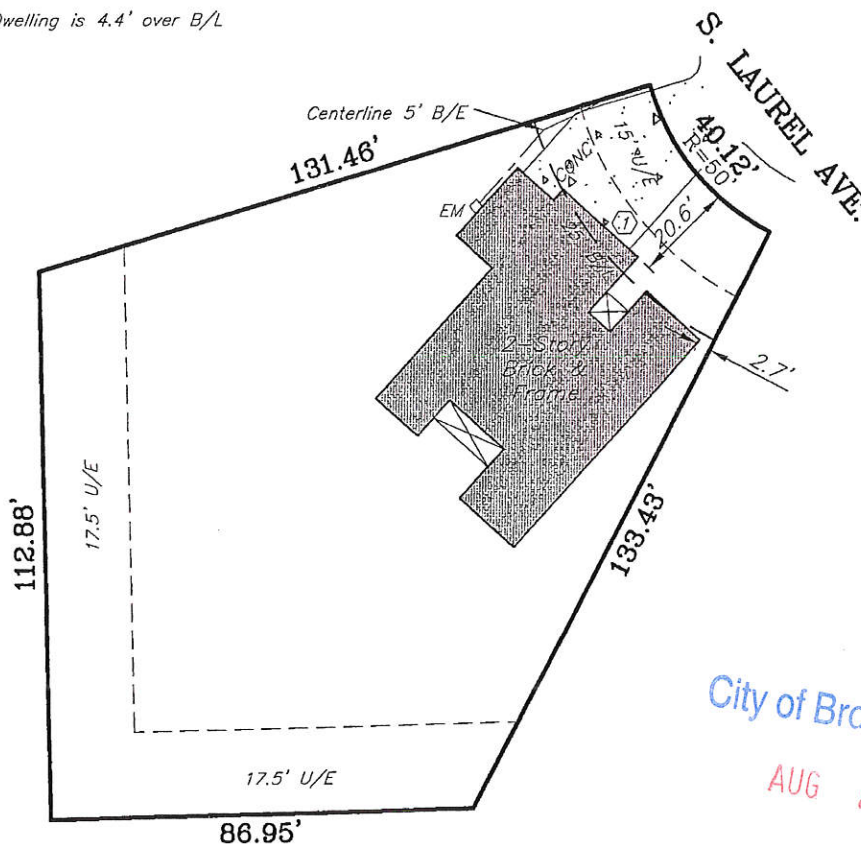 Dwelling is 4.4' over B/L
S. LAUREL AVE.
Centerline 5' B/E
131.46'
15' U/E
40.12'
R=50'
CONC
EM
1
20.6'
25' B/L
2-Story
Brick &
Frame
2.7'
17.5' U/E
112.88'
133.43'
City of Bro
AUG
17.5' U/E
86.95'